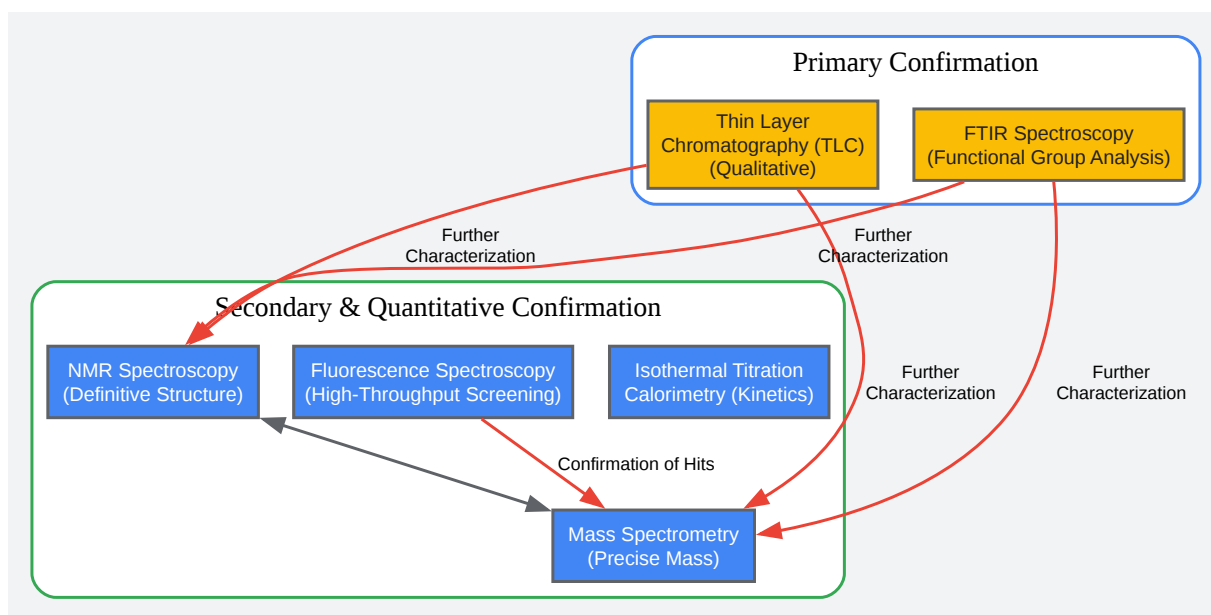 Primary Confirmation
Thin Layer
Chromatography (TLC)
(Qualitative)
FTIR Spectroscopy
(Functional Group Analysis)
Further
Characterization
Further
Characterization
Secondary & Quantitative Confirmation
NMR Spectroscopy
(Definitive Structure)
Fluorescence Spectroscopy
(High-Throughput Screening)
Isothermal Titration
Calorimetry (Kinetics)
Further
Characterization
Further
Characterization
Confirmation of Hits
Mass Spectrometry
(Precise Mass)